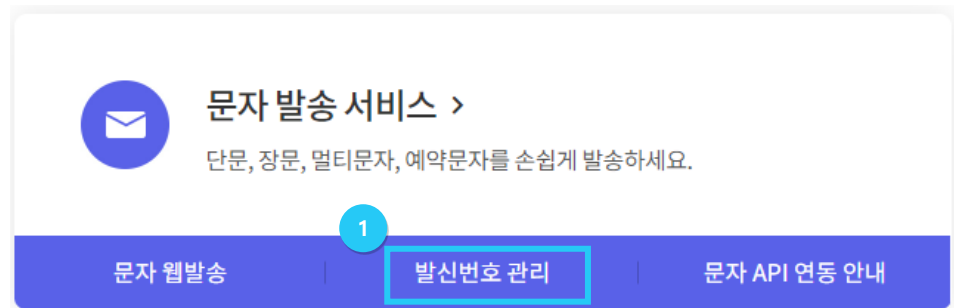 문자 발송 서비스 >
단문, 장문, 멀티문자, 예약문자를 손쉽게 발송하세요.
1
문자 웹발송
발신번호 관리
문자 API 연동 안내